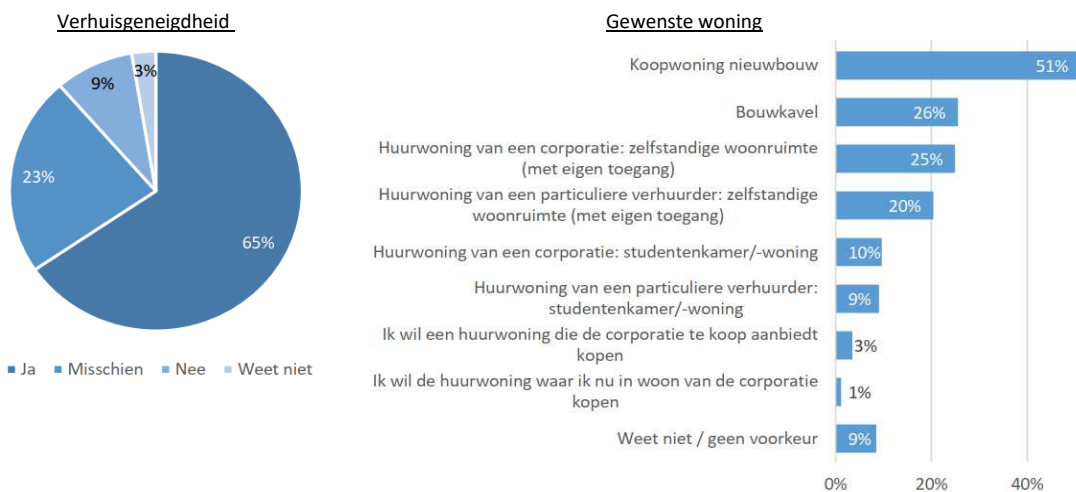 Verhuisgeneigdheid
3%
9%
23%
65%
Ja Misschien Nee Weet niet
Gewenste woning
Koopwoning nieuwbouw 51%
Bouwkavel 26%
Huurwoning van een corporatie: zelfstandige woonruimte
(met eigen toegang) 25%
Huurwoning van een particuliere verhuurder: zelfstandige
woonruimte (met eigen toegang) 20%
Huurwoning van een corporatie: studentenkamer/-woning 10%
Huurwoning van een particuliere verhuurder:
studentenkamer/-woning 9%
Ik wil een huurwoning die de corporatie te koop aanbiedt
kopen 3%
Ik wil de huurwoning waar ik nu in woon van de corporatie
kopen 1%
Weet niet / geen voorkeur 9%
0% 20% 40%